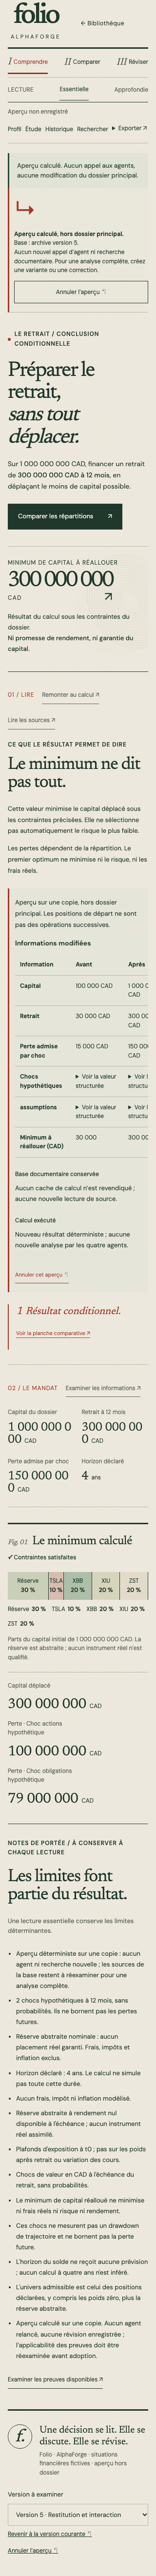 folio
ALPHAFORGE
← Bibliothèque
I Comprendre
II Comparer
III Réviser
LECTURE
Essentielle
Approfondie
Aperçu non enregistré
Profil Étude Historique Rechercher ▸ Exporter ↗
Aperçu calculé. Aucun appel aux agents,
aucune modification du dossier principal.
Aperçu calculé, hors dossier principal.
Base : archive version 5.
Aucun nouvel appel d'agent ni recherche
documentaire. Pour une analyse complète, créez
une variante ou une correction.
Annuler l'aperçu
LE RETRAIT / CONCLUSION
CONDITIONNELLE
Préparer le
retrait,
sans tout
déplacer.
Sur 1 000 000 000 CAD, financer un retrait
de 300 000 000 CAD à 12 mois, en
déplaçant le moins de capital possible.
Comparer les répartitions ↗
MINIMUM DE CAPITAL À RÉALLOUER
300 000 000
CAD ↗
Résultat du calcul sous les contraintes du
dossier.
Ni promesse de rendement, ni garantie du
capital.
01 / LIRE Remonter au calcul ↗
Lire les sources ↗
CE QUE LE RÉSULTAT PERMET DE DIRE
Le minimum ne dit
pas tout.
Cette valeur minimise le capital déplacé sous
les contraintes précisées. Elle ne sélectionne
pas automatiquement le risque le plus faible.
Les pertes dépendent de la répartition. Le
premier optimum ne minimise ni le risque, ni les
frais réels.
Aperçu sur une copie, hors dossier
principal. Les positions de départ ne sont
pas des opérations successives.
Informations modifiées
Information Avant Après
Capital 100 000 CAD 1 000 0
CAD
Retrait 30 000 CAD 300 00
CAD
Perte admise
par choc 15 000 CAD 150 000
CAD
Chocs
hypothétiques ▸ Voir la valeur
structurée ▸ Voir l
structu
assumptions ▸ Voir la valeur
structurée ▸ Voir l
structu
Minimum à
réallouer (CAD) 30 000 300 00
Base documentaire conservée
Aucun cache de calcul n'est revendiqué ;
aucune nouvelle lecture de source.
Calcul exécuté
Nouveau résultat déterministe ; aucune
nouvelle analyse par les quatre agents.
Annuler cet aperçu
1 Résultat conditionnel.
Voir la planche comparative ↗
02 / LE MANDAT Examiner les informations ↗
Capital du dossier
1 000 000 0
00 CAD
Retrait à 12 mois
300 000 00
0 CAD
Perte admise par choc
150 000 00
0 CAD
Horizon déclaré
4 ans
Fig. 01 Le minimum calculé
✓ Contraintes satisfaites
Réserve
30 %
TSLA
10 %
XBB
20 %
XIU
20 %
ZST
20 %
Réserve 30 % TSLA 10 % XBB 20 % XIU 20 %
ZST 20 %
Parts du capital initial de 1 000 000 000 CAD. La
réserve est abstraite ; aucun instrument réel n'est
qualifié.
Capital déplacé
300 000 000 CAD
Perte · Choc actions
hypothétique
100 000 000 CAD
Perte · Choc obligations
hypothétique
79 000 000 CAD
NOTES DE PORTÉE / À CONSERVER À
CHAQUE LECTURE
Les limites font
partie du résultat.
Une lecture essentielle conserve les limites
déterminantes.
• Aperçu déterministe sur une copie : aucun
agent ni recherche nouvelle ; les sources de
la base restent à réexaminer pour une
analyse complète.
• 2 chocs hypothétiques à 12 mois, sans
probabilités. Ils ne bornent pas les pertes
futures.
• Réserve abstraite nominale : aucun
placement réel garanti. Frais, impôts et
inflation exclus.
• Horizon déclaré : 4 ans. Le calcul ne simule
pas toute cette durée.
• Aucun frais, impôt ni inflation modélisé.
• Réserve abstraite à rendement nul
disponible à l'échéance ; aucun instrument
réel assimilé.
• Plafonds d'exposition à t0 ; pas sur les poids
après retrait ou variation des cours.
• Chocs de valeur en CAD à l'échéance du
retrait, sans probabilités.
• Le minimum de capital réalloué ne minimise
ni frais réels ni risque de rendement.
• Ces chocs ne mesurent pas un drawdown
de trajectoire et ne bornent pas la perte
future.
• L'horizon du solde ne reçoit aucune prévision
; aucun calcul à quatre ans n'est inféré.
• L'univers admissible est celui des positions
déclarées, y compris les poids zéro, plus la
réserve abstraite.
• Aperçu calculé sur une copie. Aucun agent
relancé, aucune révision enregistrée ;
l'applicabilité des preuves doit être
réexaminée avant adoption.
Examiner les preuves disponibles ↗
f.
Une décision se lit. Elle se
discute. Elle se révise.
Folio · AlphaForge · situations
financières fictives · aperçu hors
dossier
Version à examiner
Version 5 · Restitution et interaction
Revenir à la version courante
Annuler l'aperçu